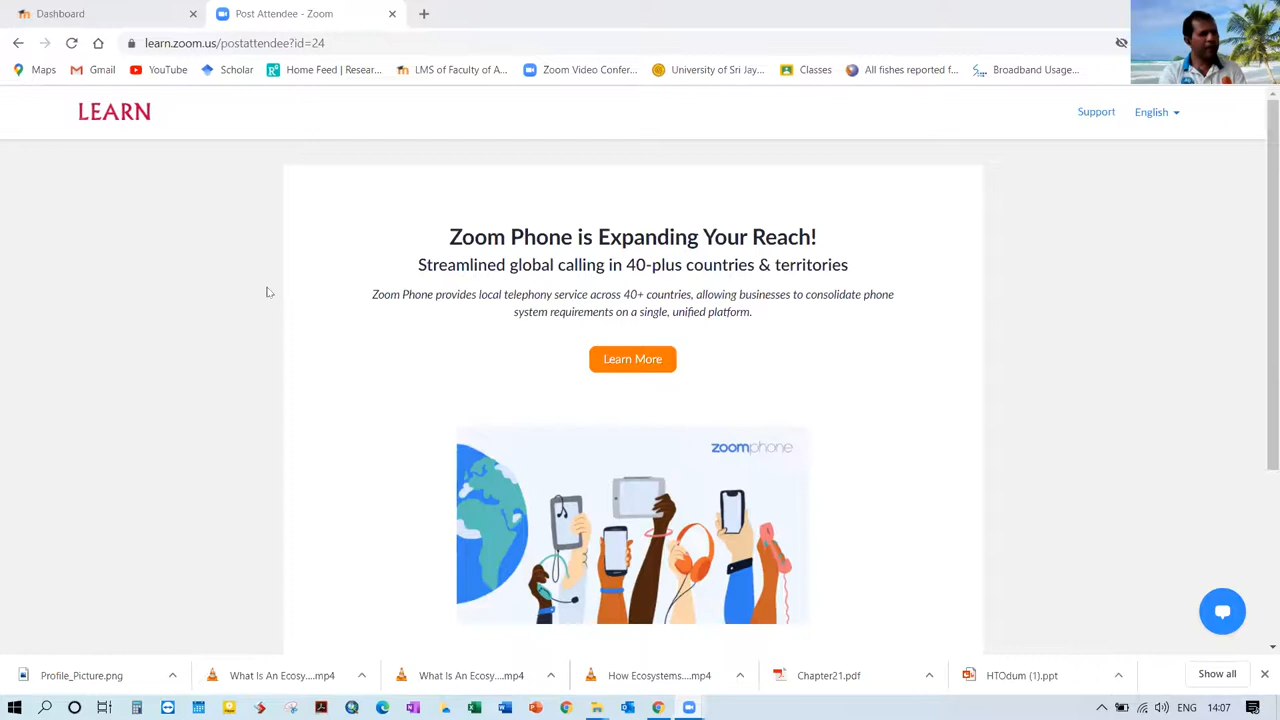 Dashboard
Post Attendee - Zoom
learn.zoom.us/postattendee?id=24
Maps
Gmail
YouTube
Scholar
Home Feed | Resear...
LMS of Faculty of A...
Zoom Video Confer...
University of Sri Jay...
Classes
All fishes reported f...
Broadband Usage...
LEARN
Support
English
Zoom Phone is Expanding Your Reach!
Streamlined global calling in 40-plus countries & territories
Zoom Phone provides local telephony service across 40+ countries, allowing businesses to consolidate phone
system requirements on a single, unified platform.
Learn More
zoomphone
Profile_Picture.png
What Is An Ecosy....mp4
What Is An Ecosy....mp4
How Ecosystems....mp4
Chapter21.pdf
HTOdum (1).ppt
Show all
ENG
14:07